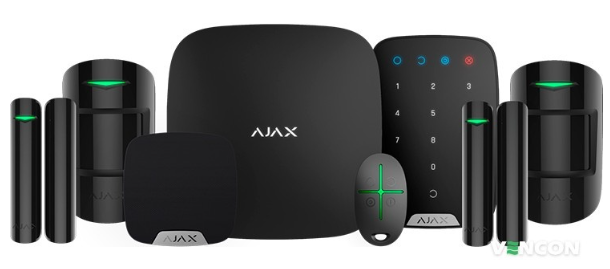 AJAX
1 2 3
4 5 6
7 8 9
0
AJAX
AJAX
VENCON